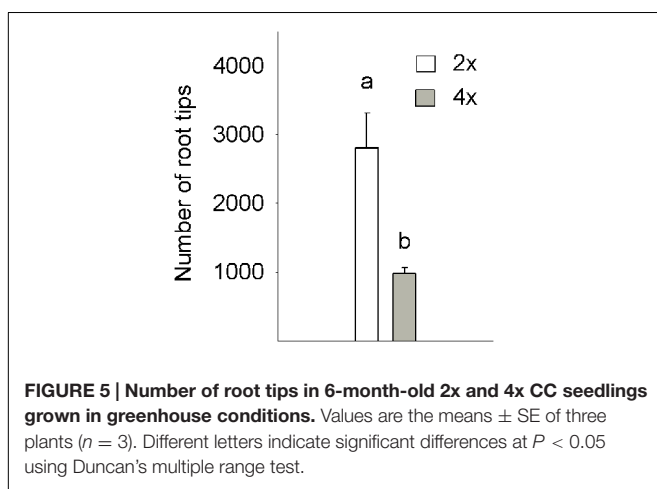 4000
3000
2000
1000
Number of root tips
a
b
2x
4x
FIGURE 5 | Number of root tips in 6-month-old 2x and 4x CC seedlings
grown in greenhouse conditions. Values are the means ± SE of three
plants (n = 3). Different letters indicate significant differences at P < 0.05
using Duncan's multiple range test.